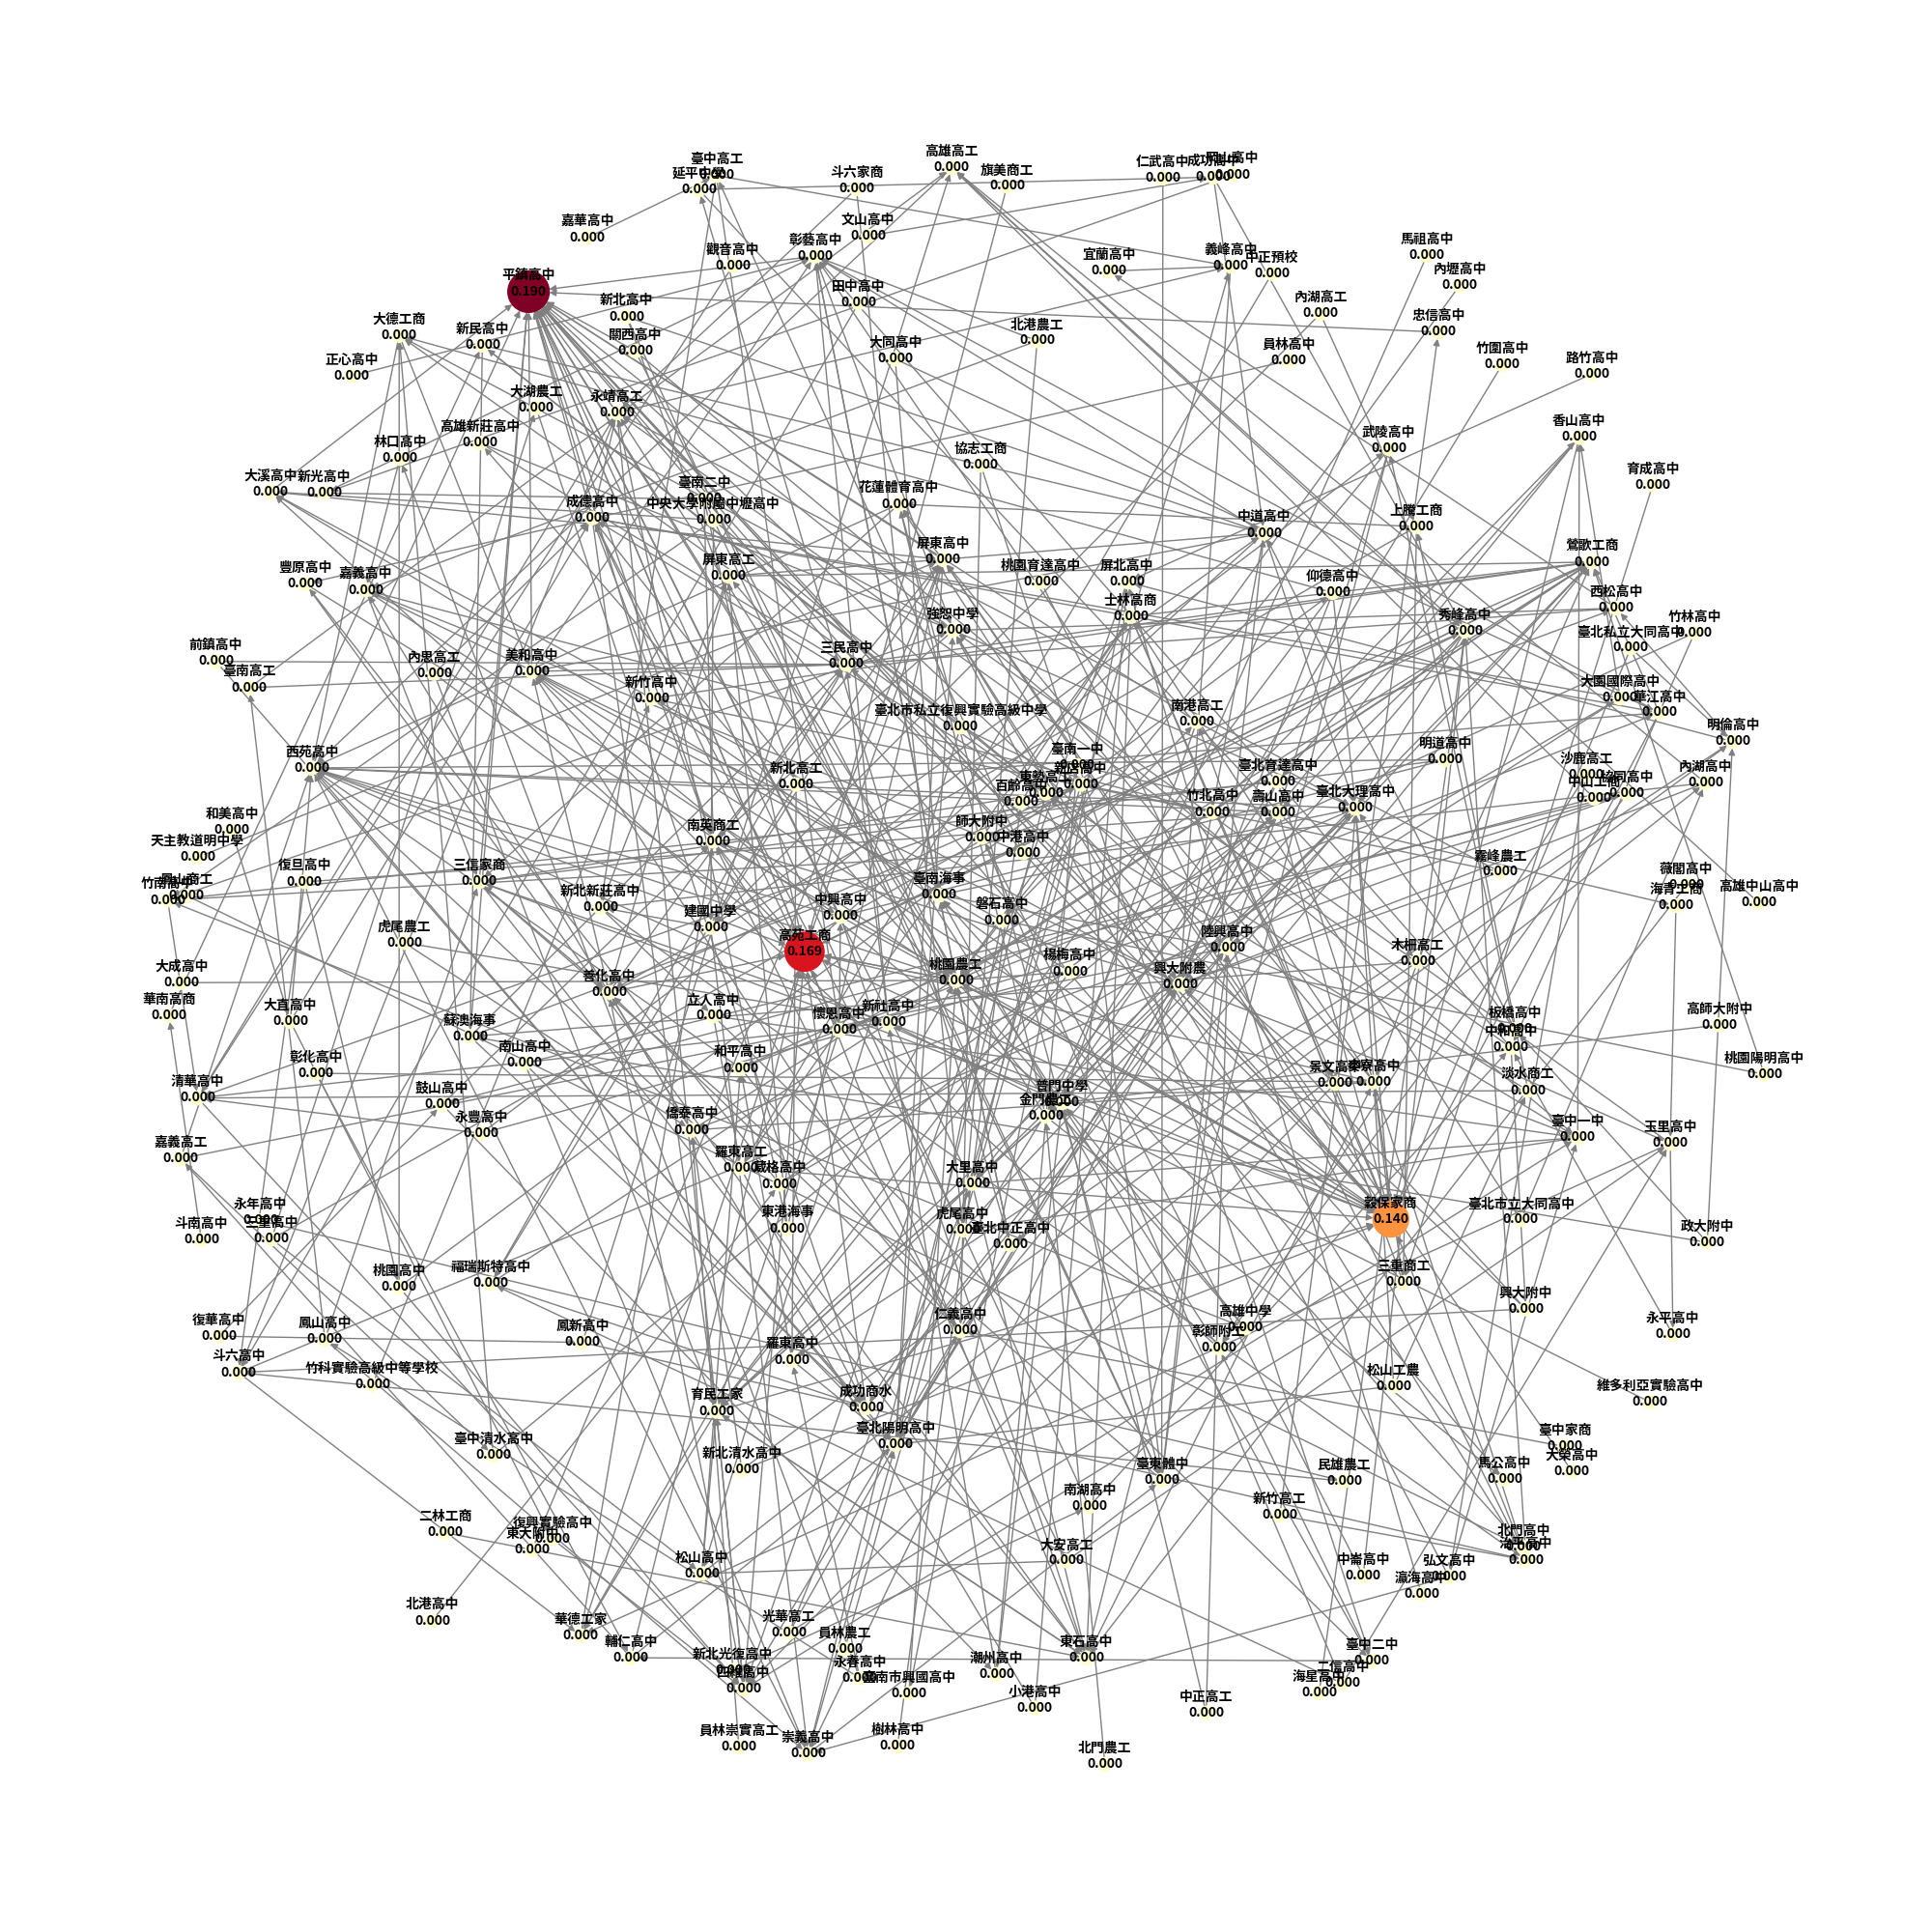 臺中高工
0.000
延平中學
0.000
斗六家商
0.000
高雄高工
0.000
旗美商工
0.000
仁武高中
0.000
成功高中
0.000
0.000
嘉華高中
0.000
文山高中
0.000
觀音高中
0.000
彰藝高中
0.000
宜蘭高中
0.000
義峰高中
0.000
中正預校
0.000
馬祖高中
0.000
內壢高中
0.000
平鎮高中
0.190
田中高中
0.000
新北高中
0.000
關西高中
0.000
大德工商
0.000
新民高中
0.000
正心高中
0.000
大同高中
0.000
北港農工
0.000
內湖高工
0.000
員林高中
0.000
忠信高中
0.000
竹圍高中
0.000
路竹高中
0.000
大湖農工
0.000
永靖高工
0.000
高雄新莊高中
0.000
林口高中
0.000
協志工商
0.000
武陵高中
0.000
香山高中
0.000
育成高中
0.000
大溪高中
0.000
新光高中
0.000
成德高中
0.000
臺南二中
0.000
中央大學附屬中壢高中
0.000
花蓮體育高中
0.000
中道高中
0.000
上騰工商
0.000
鶯歌工商
0.000
豐原高中
0.000
嘉義高中
0.000
屏東高工
0.000
屏東高中
0.000
桃園育達高中
0.000
屏北高中
0.000
士林高商
0.000
仰德高中
0.000
西松高中
0.000
竹林高中
0.000
秀峰高中
0.000
強恕中學
0.000
臺北私立大同高中
0.000
前鎮高中
0.000
臺南高工
0.000
內思高工
0.000
美和高中
0.000
三民高中
0.000
新竹高中
0.000
大園國際高中
0.000
華江高中
0.000
臺北市私立復興實驗高級中學
0.000
南港高工
0.000
明倫高中
0.000
西苑高中
0.000
新北高工
0.000
臺南一中
0.000
新店高中
0.000
東勢高工
0.000
百齡高中
0.000
臺北育達高中
0.000
壽山高中
0.000
臺北大理高中
0.000
明道高中
0.000
沙鹿高工
0.000
中山工商
0.000
協同高中
0.000
內湖高中
0.000
竹北高中
0.000
和美高中
0.000
天主教道明中學
0.000
南英商工
0.000
師大附中
0.000
中港高中
0.000
復旦高中
0.000
鳳山商工
0.000
竹南高中
0.000
三信家商
0.000
臺南海事
0.000
霧峰農工
0.000
薇閣高中
0.000
海青工商
0.000
高雄中山高中
0.000
新北新莊高中
0.000
建國中學
0.000
中興高中
0.000
磐石高中
0.000
虎尾農工
0.000
高苑工商
0.169
陸興高中
0.000
木柵高工
0.000
大成高中
0.000
善化高中
0.000
桃園農工
0.000
楊梅高中
0.000
興大附農
0.000
華南高商
0.000
大直高中
0.000
蘇澳海事
0.000
立人高中
0.000
懷恩高中
0.000
新社高中
0.000
板橋高中
0.000
中和高中
0.000
高師大附中
0.000
南山高中
0.000
和平高中
0.000
彰化高中
0.000
清華高中
0.000
景文高中
0.000
0.000
淡水商工
0.000
桃園陽明高中
0.000
鼓山高中
0.000
永豐高中
0.000
僑泰高中
0.000
普門中學
0.000
金門農工
0.000
臺中一中
0.000
玉里高中
0.000
嘉義高工
0.000
羅東高工
0.000
葳格高中
0.000
大里高中
0.000
永年高中
0.000
三重高中
0.000
斗南高中
0.000
東港海事
0.000
虎尾高中
0.000
臺北中正高中
0.000
穀保家商
0.140
臺北市立大同高中
0.000
政大附中
0.000
桃園高中
0.000
福瑞斯特高中
0.000
三重商工
0.000
興大附中
0.000
復華高中
0.000
鳳山高中
0.000
鳳新高中
0.000
仁義高中
0.000
高雄中學
0.000
彰師附工
0.000
永平高中
0.000
斗六高中
0.000
竹科實驗高級中等學校
0.000
羅東高中
0.000
松山工農
0.000
維多利亞實驗高中
0.000
育民工家
0.000
成功商水
0.000
臺北陽明高中
0.000
臺中清水高中
0.000
新北清水高中
0.000
臺東體中
0.000
民雄農工
0.000
馬公高中
0.000
臺中家商
0.000
大榮高中
0.000
南湖高中
0.000
新竹高工
0.000
二林工商
0.000
復興實驗高中
0.000
東大附中
0.000
北門高中
0.000
治平高中
0.000
松山高中
0.000
大安高工
0.000
中崙高中
0.000
弘文高中
0.000
瀛海高中
0.000
北港高中
0.000
華德工家
0.000
輔仁高中
0.000
光華高工
0.000
員林農工
0.000
新北光復高中
0.000
四維高中
0.000
永春高中
0.000
臺南市興國高中
0.000
潮州高中
0.000
東石高中
0.000
臺中二中
0.000
二信高中
0.000
海星高中
0.000
小港高中
0.000
中正高工
0.000
員林崇實高工
0.000
崇義高中
0.000
樹林高中
0.000
北門農工
0.000